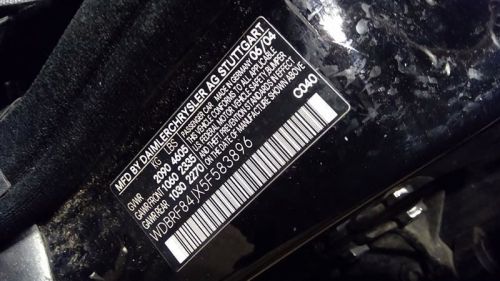 MFD BY DAIMLERCHRYSLER AG STUTTGART
KG LBS PASSENGER CAR MADE IN GERMANY 06/04
GVWR 2090 4605 THIS VEHICLE CONFORMS TO ALL APPLICABLE
GAWR FRONT 1060 2335 U.S. FEDERAL MOTOR VEHICLE SAFETY BUMPER
GAWR REAR 1030 2270 AND THEFT PREVENTION STANDARDS IN EFFECT
ON THE DATE OF MANUFACTURE SHOWN ABOVE
WDBRF84JX5F583896
C040